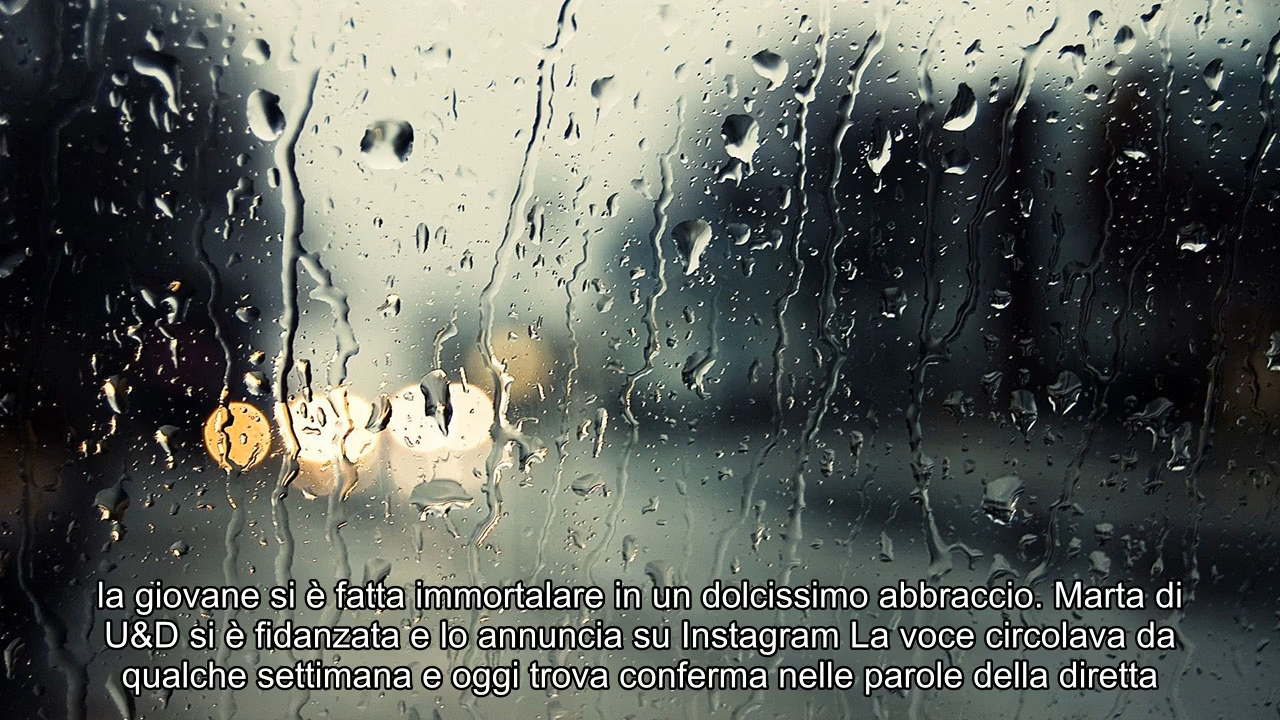 la giovane si è fatta immortalare in un dolcissimo abbraccio. Marta di
U&D si è fidanzata e lo annuncia su Instagram La voce circolava da
qualche settimana e oggi trova conferma nelle parole della diretta